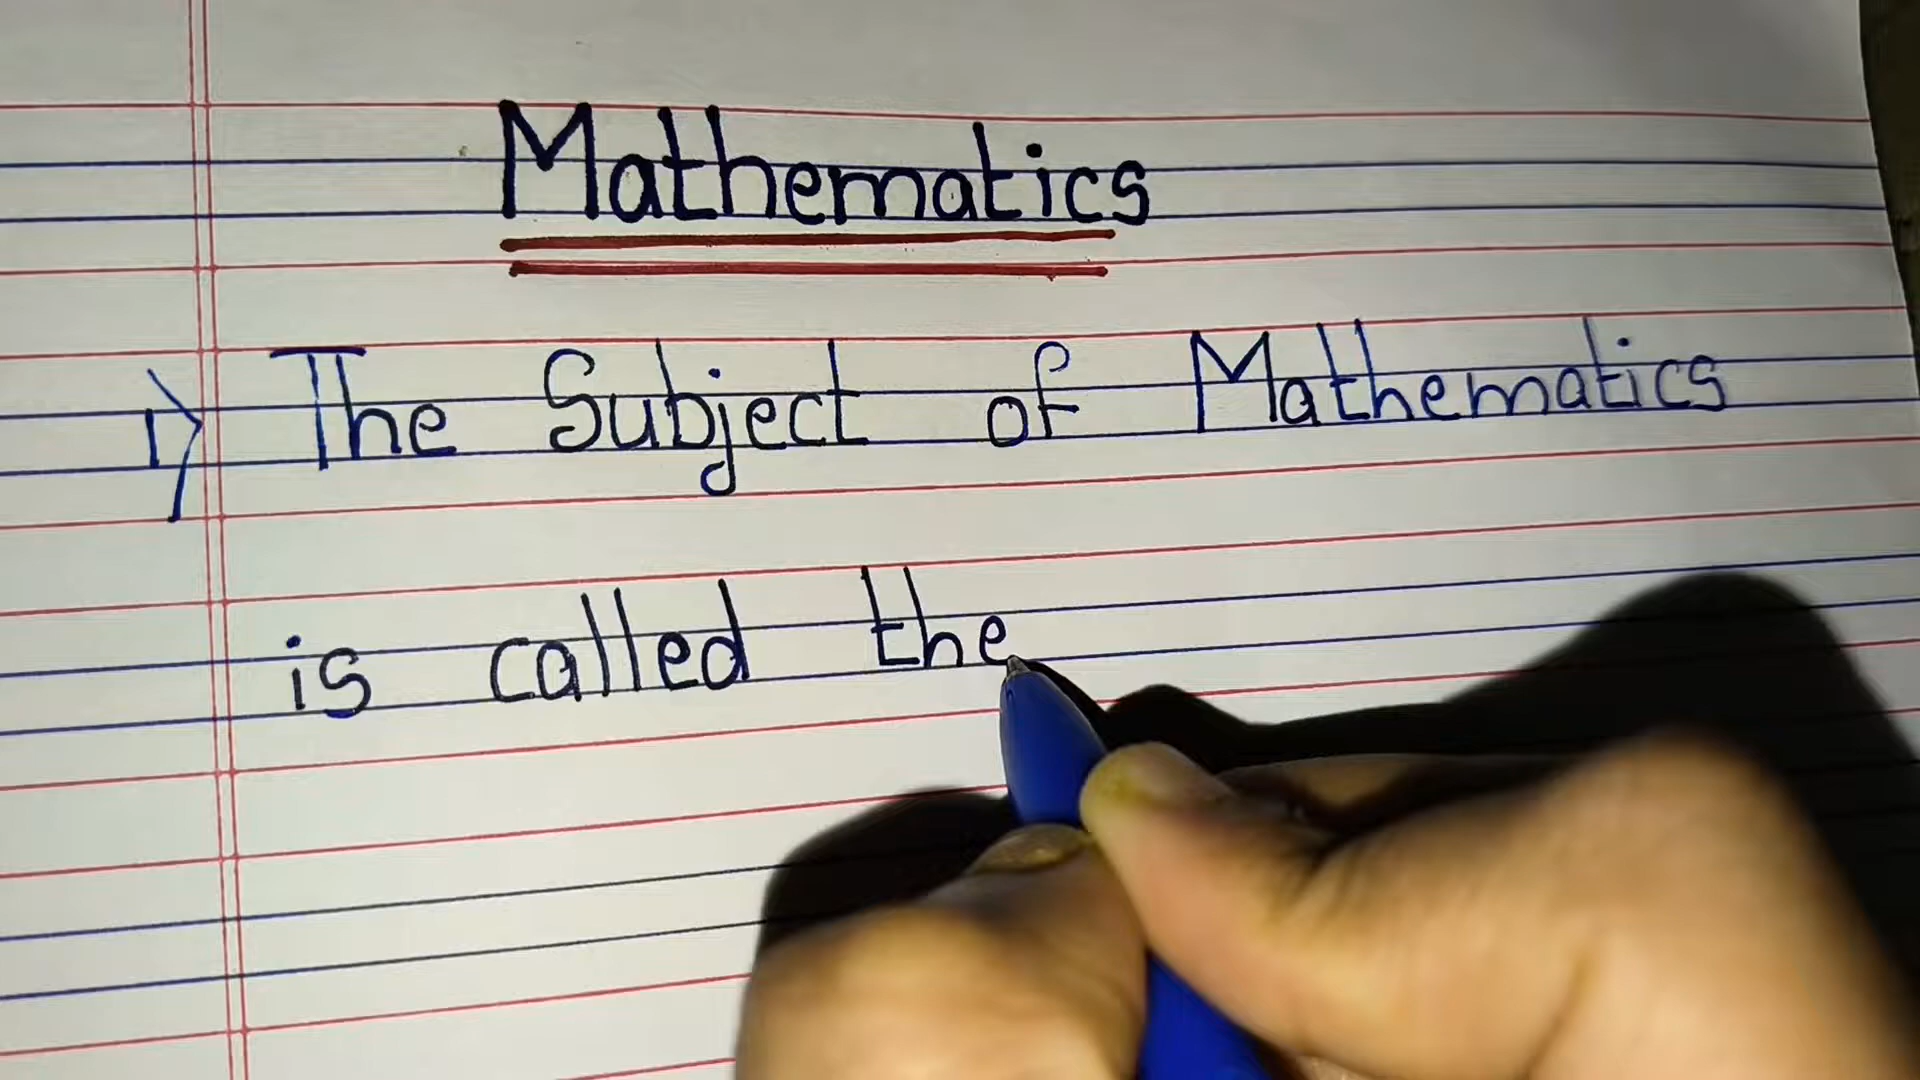 Mathematics
1) The Subject of Mathematics
is called the